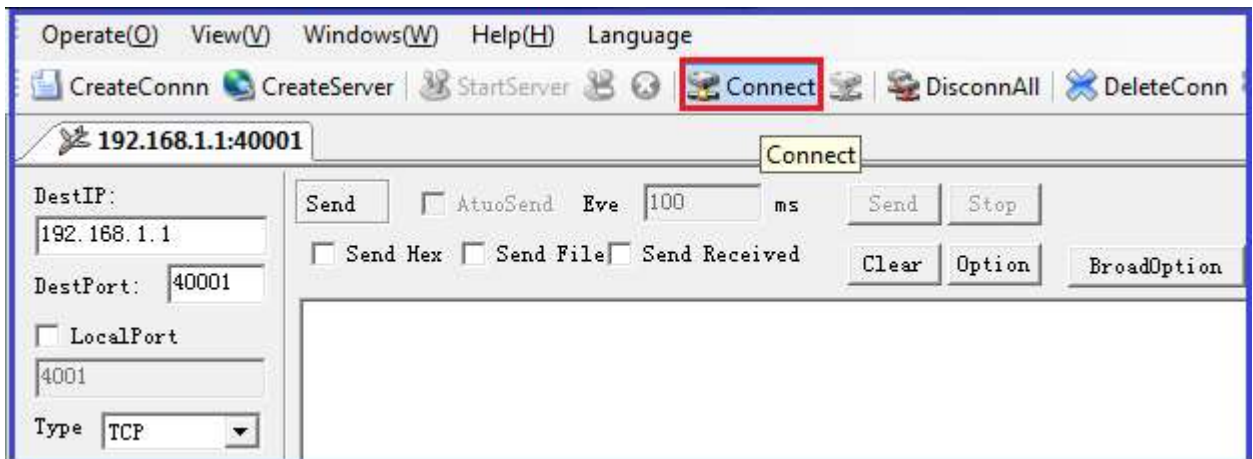 Operate(O) View(V) Windows(W) Help(H) Language
CreateConnn CreateServer StartServer Connect DisconnAll DeleteConn
192.168.1.1:40001
Connect
DestIP:
192.168.1.1
DestPort: 40001
LocalPort
4001
Type TCP
Send AtuoSend Eve 100 ms Send Stop
Send Hex Send File Send Received Clear Option BroadOption